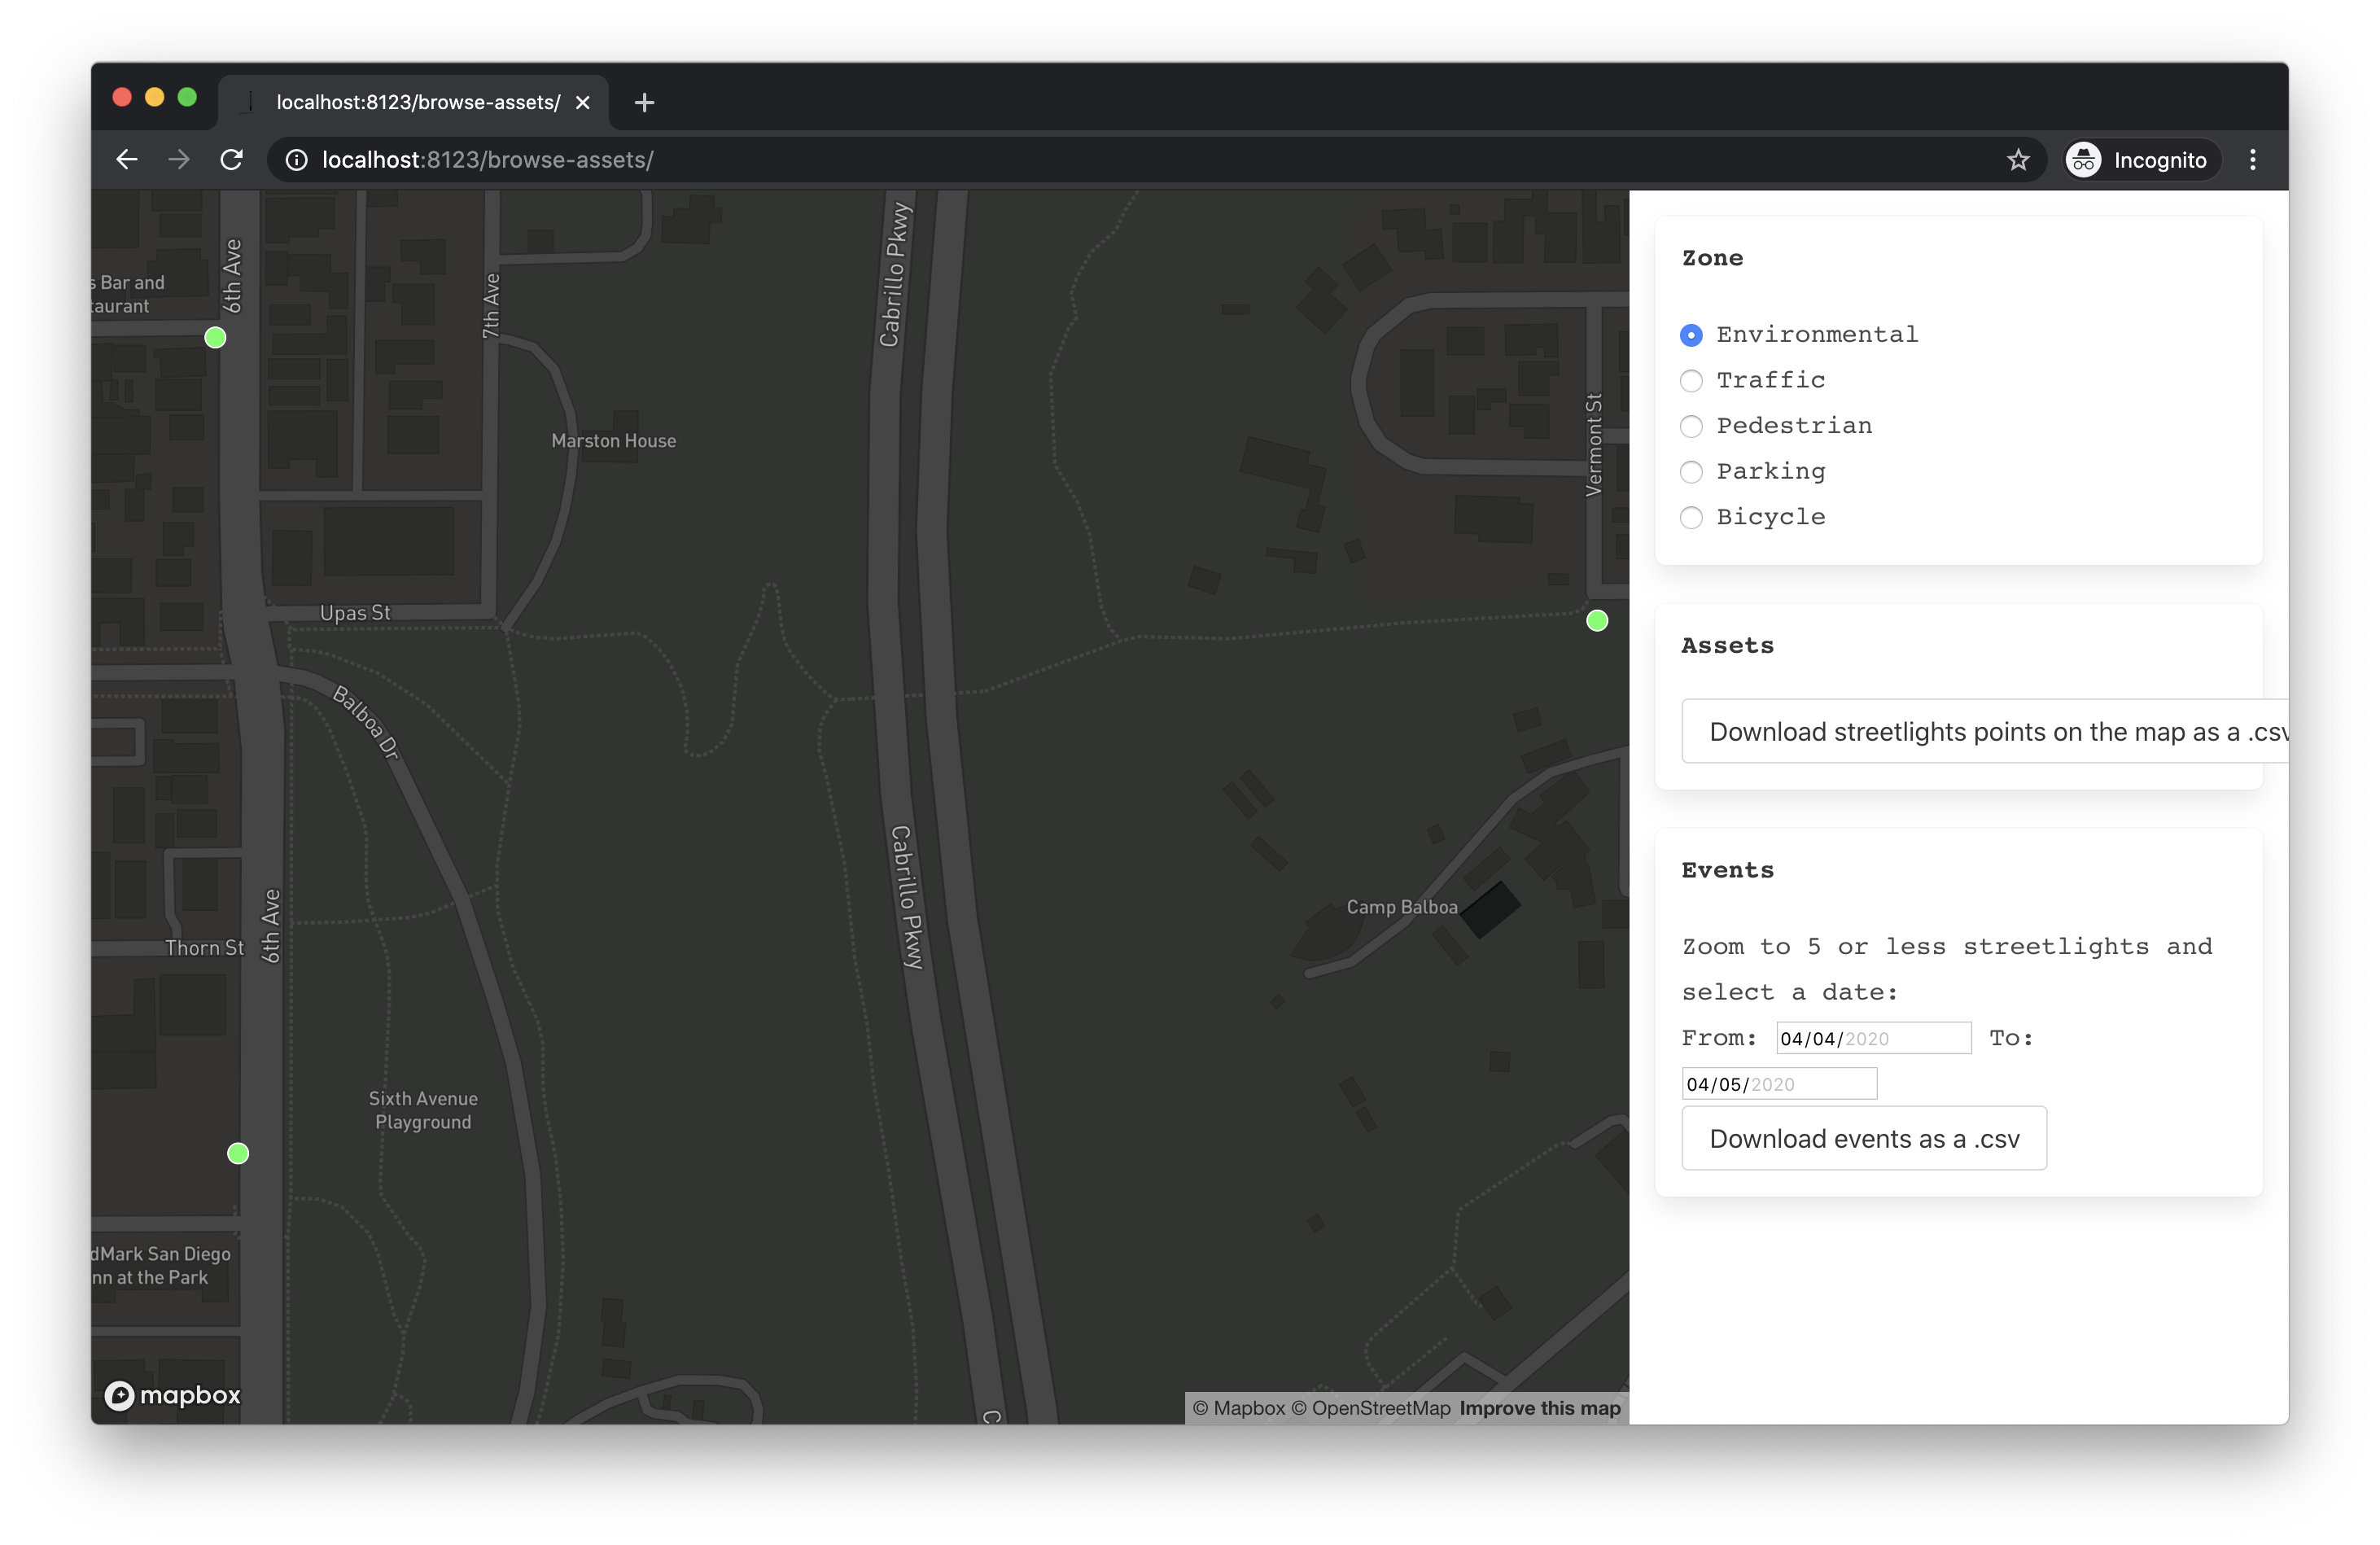 localhost:8123/browse-assets/
localhost:8123/browse-assets/
Incognito
6th Ave
s Bar and
taurant
7th Ave
Cabrillo Pkwy
Marston House
Vermont St
Upas St
Balboa Dr
Cabrillo Pkwy
Camp Balboa
6th Ave
Thorn St
Sixth Avenue
Playground
dMark San Diego
nn at the Park
C
mapbox
© Mapbox © OpenStreetMap Improve this map
Zone
Environmental
Traffic
Pedestrian
Parking
Bicycle
Assets
Download streetlights points on the map as a .csv
Events
Zoom to 5 or less streetlights and
select a date:
From: 04/04/2020 To:
04/05/2020
Download events as a .csv